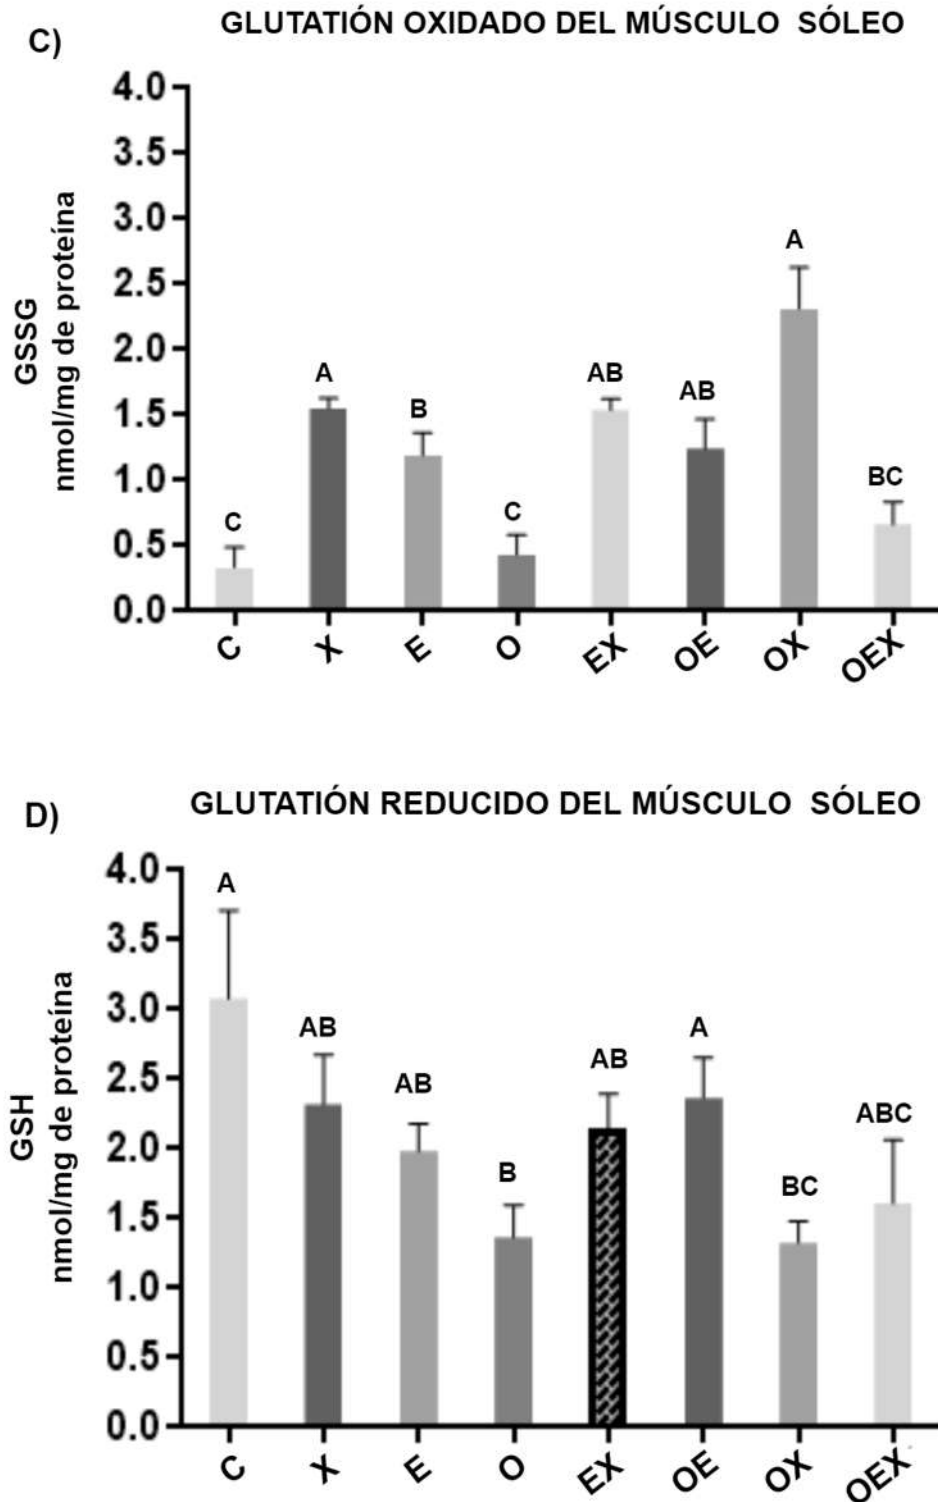 C)
GLUTATIÓN OXIDADO DEL MÚSCULO SÓLEO
GSSG
nmol/mg de proteína
4.0
3.5
3.0
2.5
2.0
1.5
1.0
0.5
0.0
C
A
B
C
AB
AB
A
BC
C
X
E
O
EX
OE
OX
OEX
D)
GLUTATIÓN REDUCIDO DEL MÚSCULO SÓLEO
GSH
nmol/mg de proteína
4.0
3.5
3.0
2.5
2.0
1.5
1.0
0.5
0.0
A
AB
AB
B
AB
A
BC
ABC
C
X
E
O
EX
OE
OX
OEX